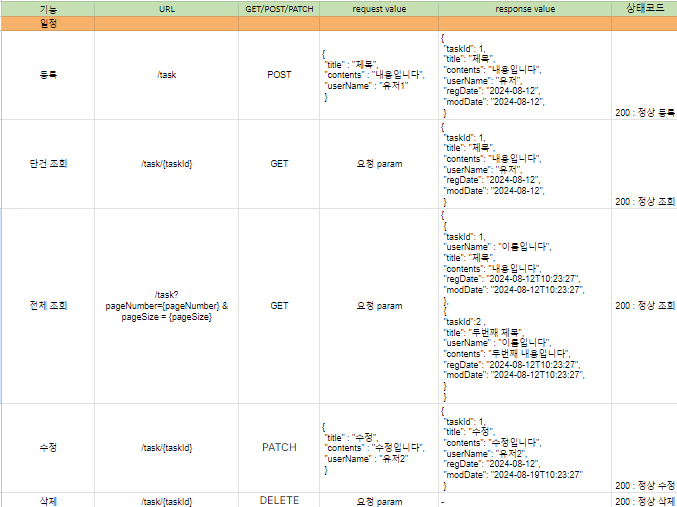 기능 URL GET/POST/PATCH request value response value 상태코드
일정
등록
/task
POST
{
"title" : "제목",
"contents" : "내용입니다",
"userName" : "유저1"
}
{
"taskId": 1,
"title": "제목",
"contents": "내용입니다",
"userName": "유저",
"regDate": "2024-08-12",
"modDate": "2024-08-12",
}
200 : 정상 등록
단건 조회
/task/{taskId}
GET
요청 param
{
"taskId": 1,
"title": "제목",
"contents": "내용입니다",
"userName": "유저",
"regDate": "2024-08-12",
"modDate": "2024-08-12",
}
200 : 정상 조회
전체 조회
/task?
pageNumber={pageNumber} &
pageSize = {pageSize}
GET
요청 param
{
{
"taskId": 1,
"userName" : "이름입니다",
"title": "제목",
"contents": "내용입니다",
"regDate": "2024-08-12T10:23:27",
"modDate": "2024-08-12T10:23:27",
},
{
"taskId":2 ,
"title": "두번째 제목",
"userName" : "이름입니다",
"contents": "두번째 내용입니다",
"regDate": "2024-08-12T10:23:27",
"modDate": "2024-08-12T10:23:27",
}
}
200 : 정상 조회
수정
/task/{taskId}
PATCH
{
"title" : "수정",
"contents" : "수정입니다",
"userName" : "유저2"
}
{
"taskId": 1,
"title": "수정",
"contents": "수정입니다",
"userName": "유저2",
"regDate": "2024-08-12",
"modDate": "2024-08-19T10:23:27"
}
200 : 정상 수정
삭제
/task/{taskId}
DELETE
요청 param
-
200 : 정상 삭제